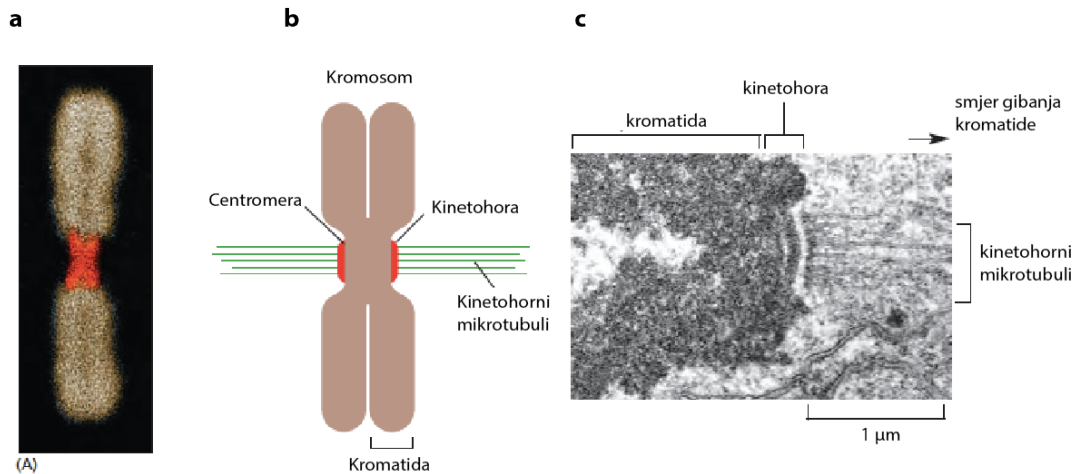 a
b
c
(A)
Kromosom
Centromera
Kinetohora
Kinetohorni
mikrotubuli
Kromatida
kinetohora
kromatida
smjer gibanja
kromatide
kinetohorni
mikrotubuli
1 µm